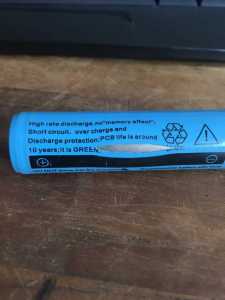 High rate discharge, no"memory effect",
Short circuit, over charge and
Discharge protection, PCB life is around
10 years;it is GREEN